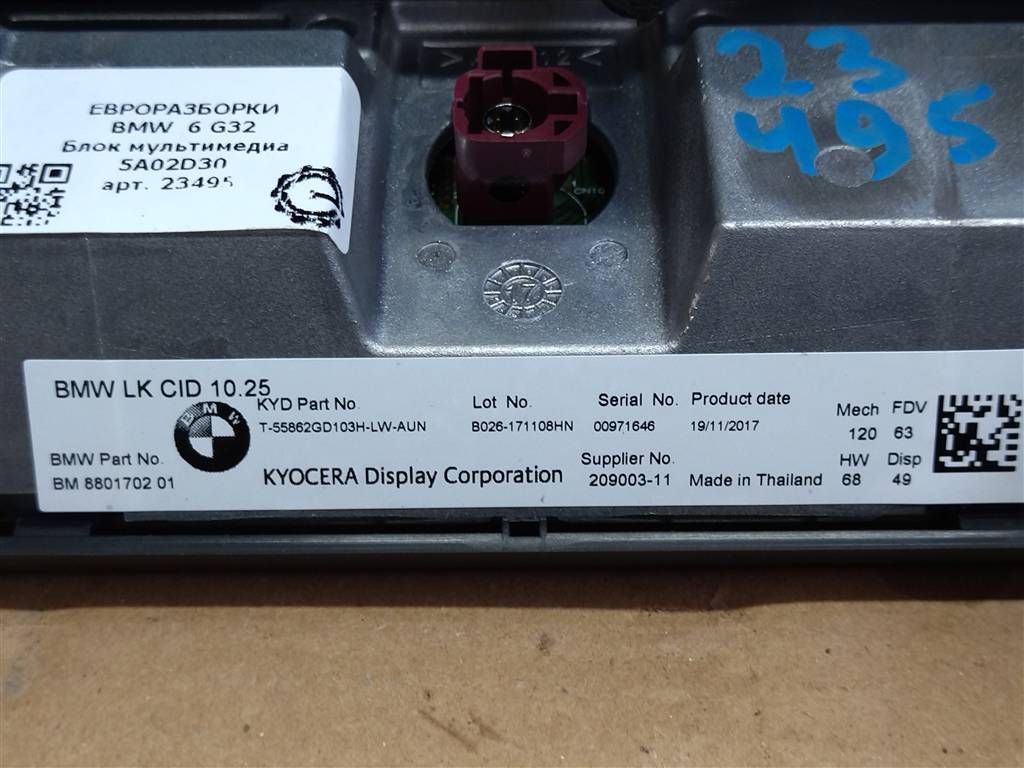 ЕВРОРАЗБОРКИ
BMW 6 G32
Блок мультимедиа
5A02D30
арт. 23495
23
495
CN10
17
BMW LK CID 10.25
BMW
KYD Part No.
T-55862GD103H-LW-AUN
Lot No.
B026-171108HN
Serial No.
00971646
Product date
19/11/2017
Mech
120
FDV
63
BMW Part No.
BM 8801702 01
KYOCERA Display Corporation
Supplier No.
209003-11
Made in Thailand
HW
68
Disp
49